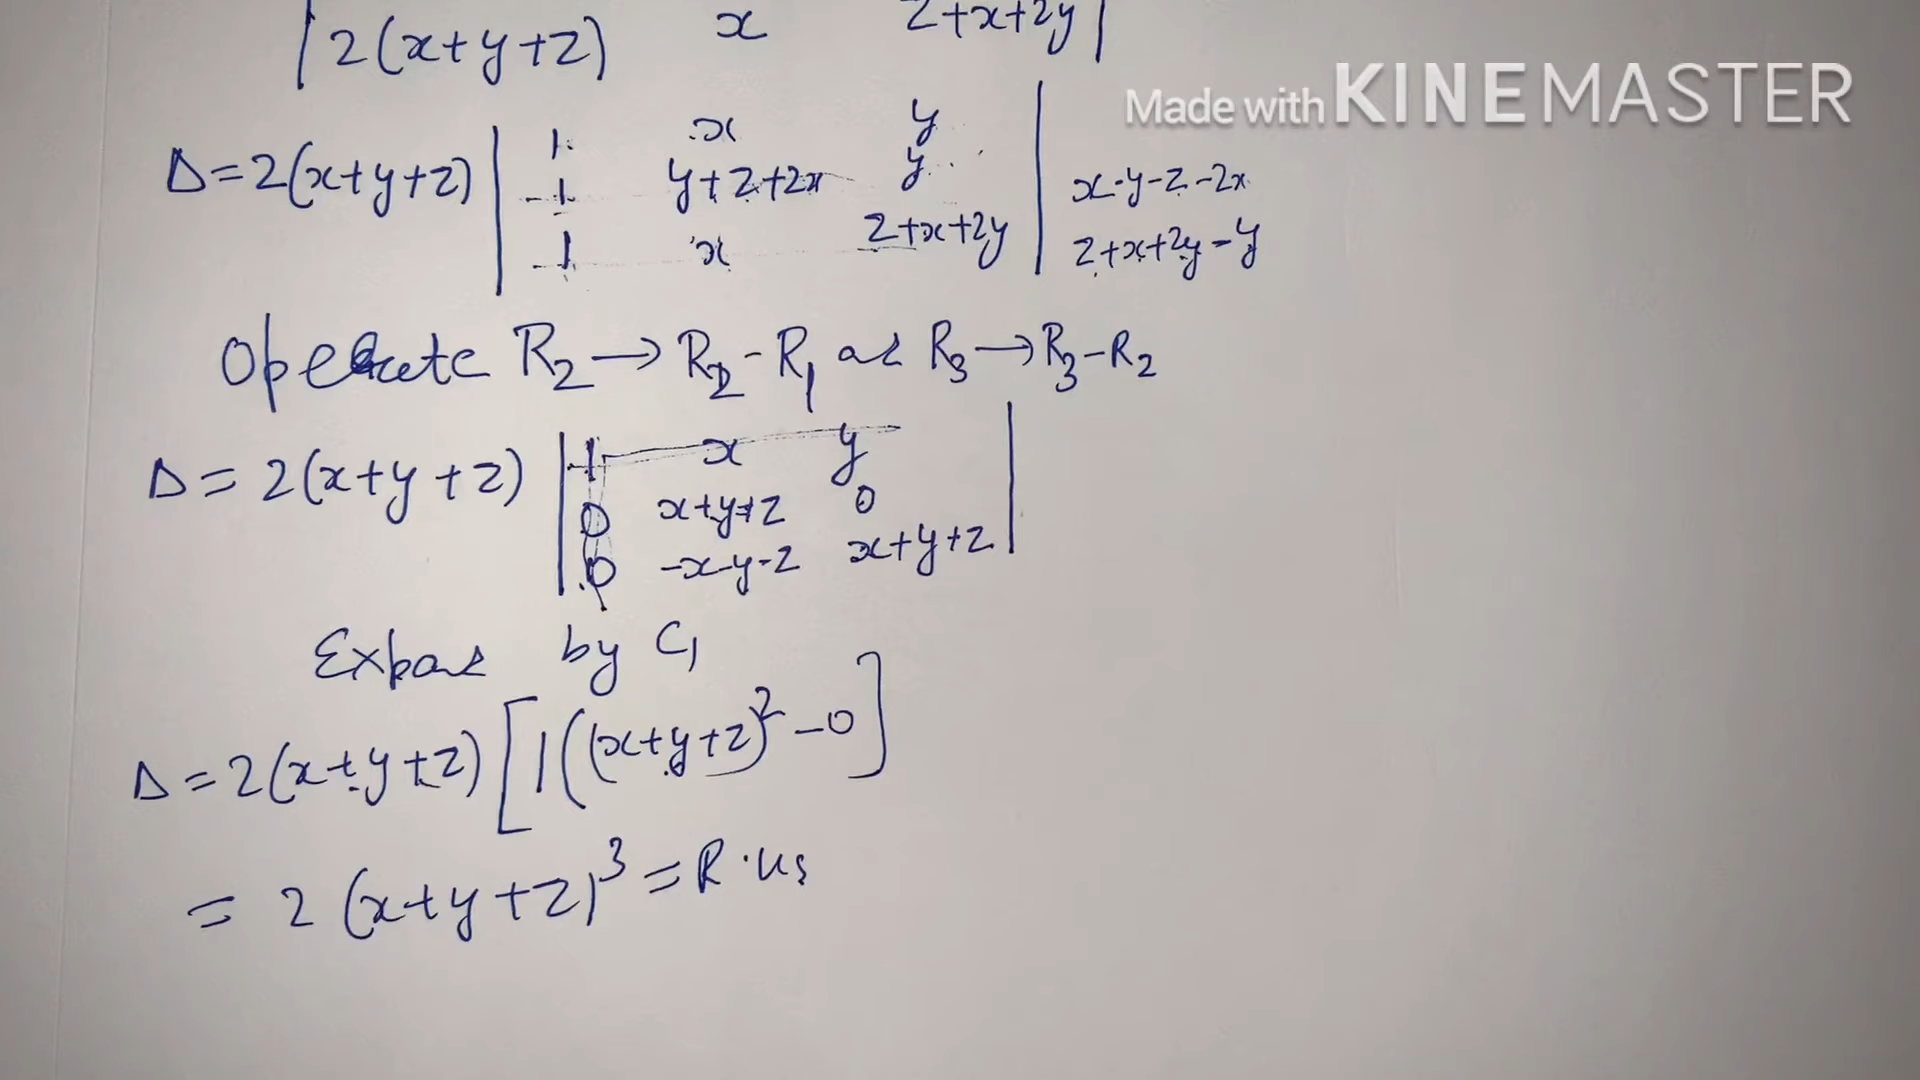 2(x+y+z) x z+x+2y
Made with KINEMASTER
Δ=2(x+y+z) | 1 x y |
1 y+z+2x y x-y-z-2x
1 x z+x+2y z+x+2y-y
Operate R₂→R₂-R₁ and R₃→R₃-R₂
Δ= 2(x+y+z) | 1 x y |
0 x+y+z 0
0 -x-y-z x+y+z
Expand by C₁
Δ=2(x+y+z)[1((x+y+z)²-0]
= 2(x+y+z)³=R.H.S